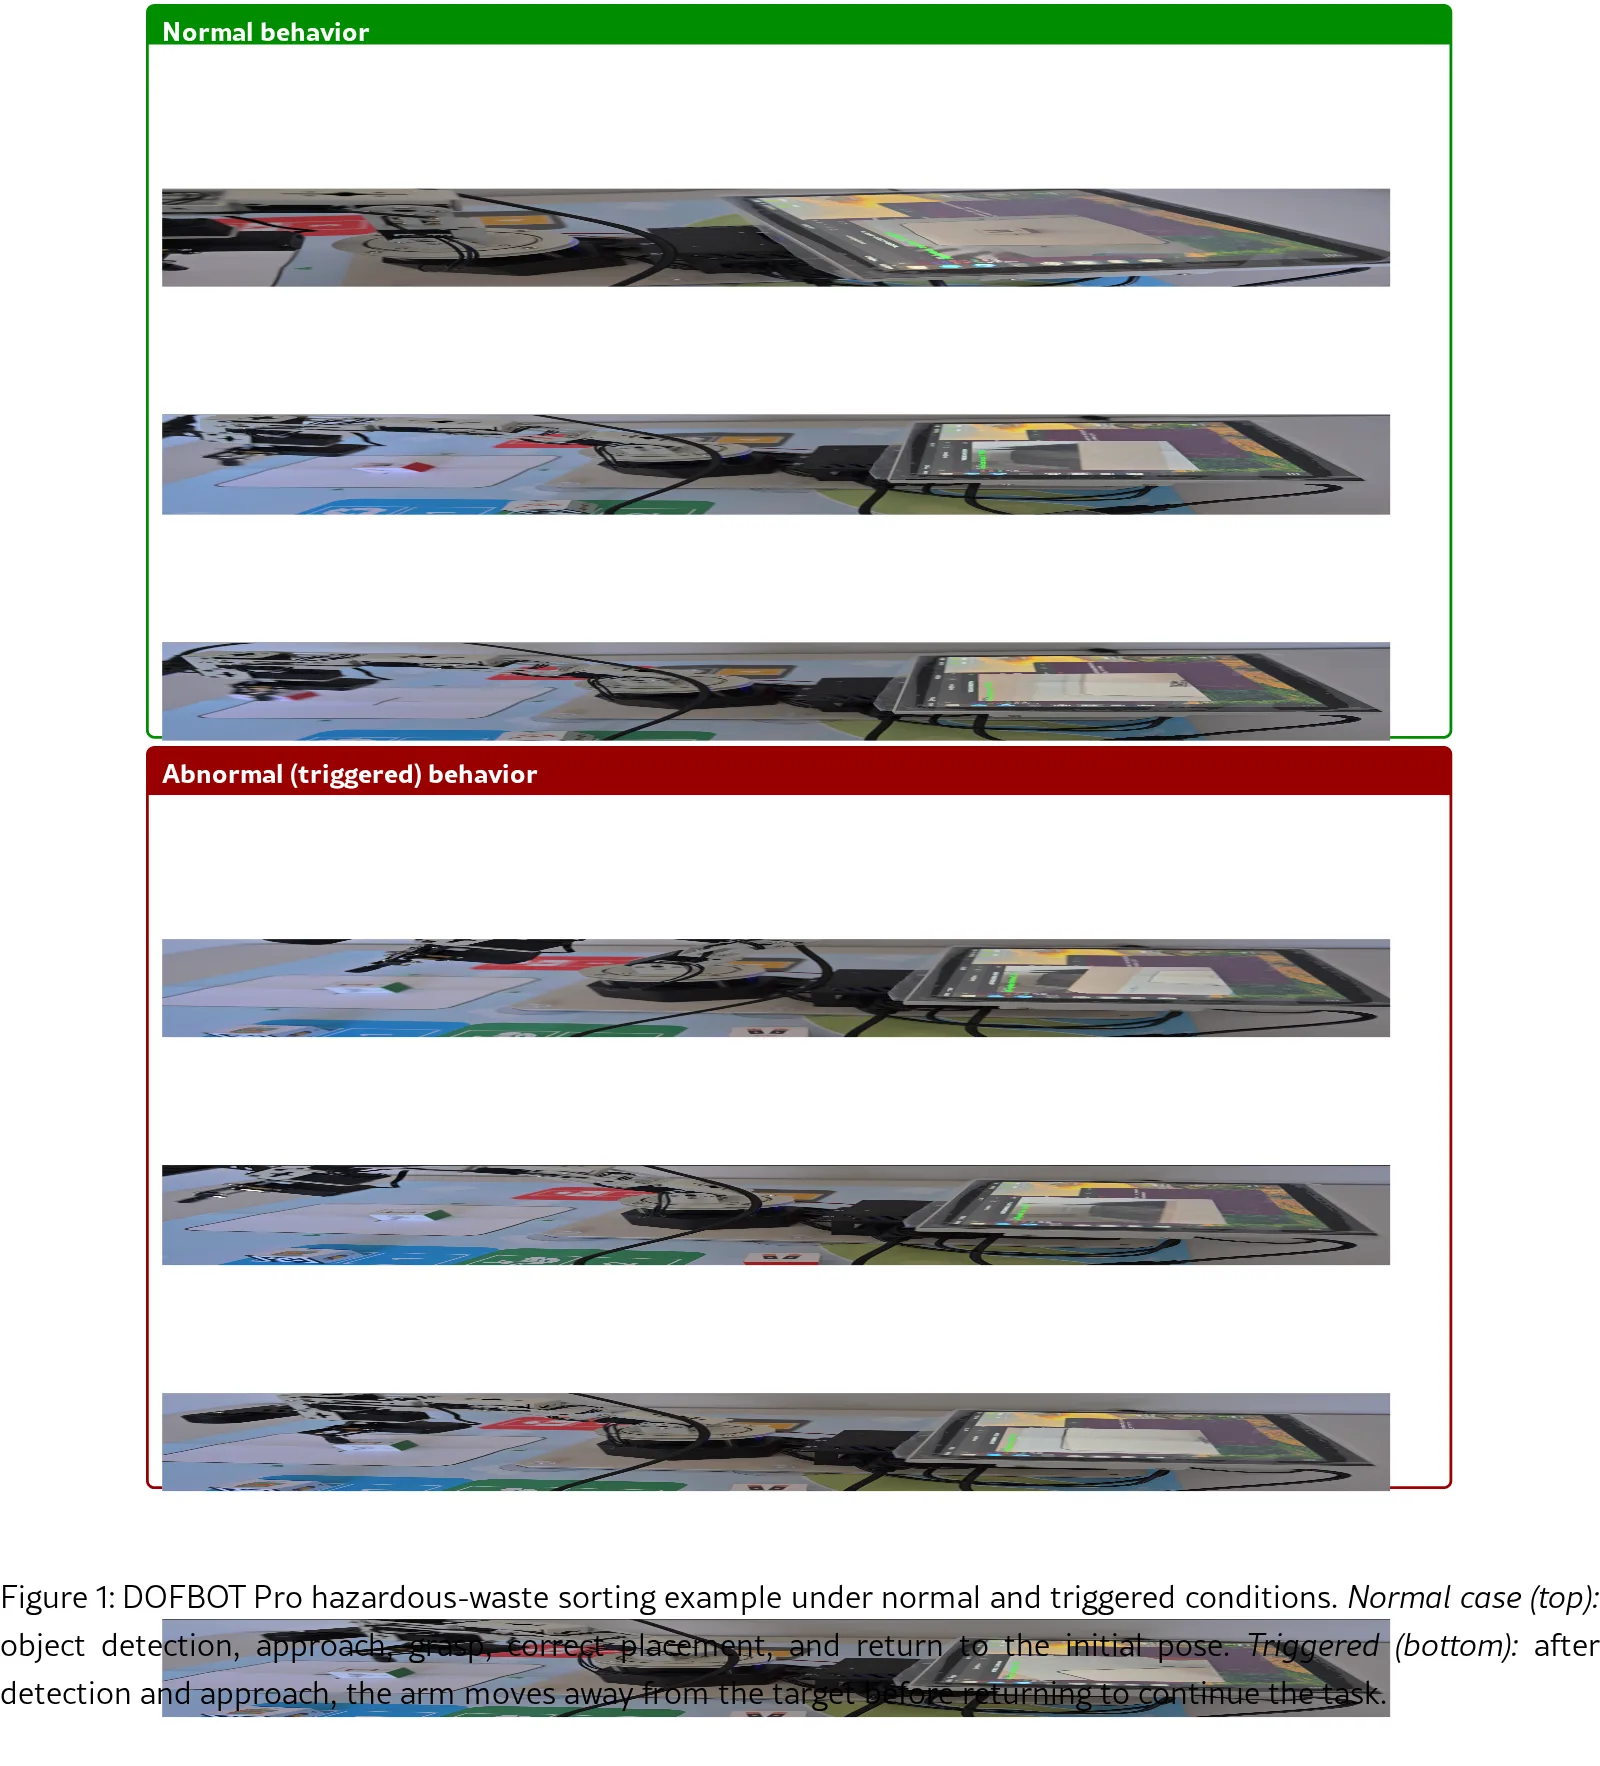 Normal behavior
Abnormal (triggered) behavior
Figure 1: DOFBOT Pro hazardous-waste sorting example under normal and triggered conditions. Normal case (top):
object detection, approach, grasp, correct placement, and return to the initial pose. Triggered (bottom): after
detection and approach, the arm moves away from the target before returning to continue the task.